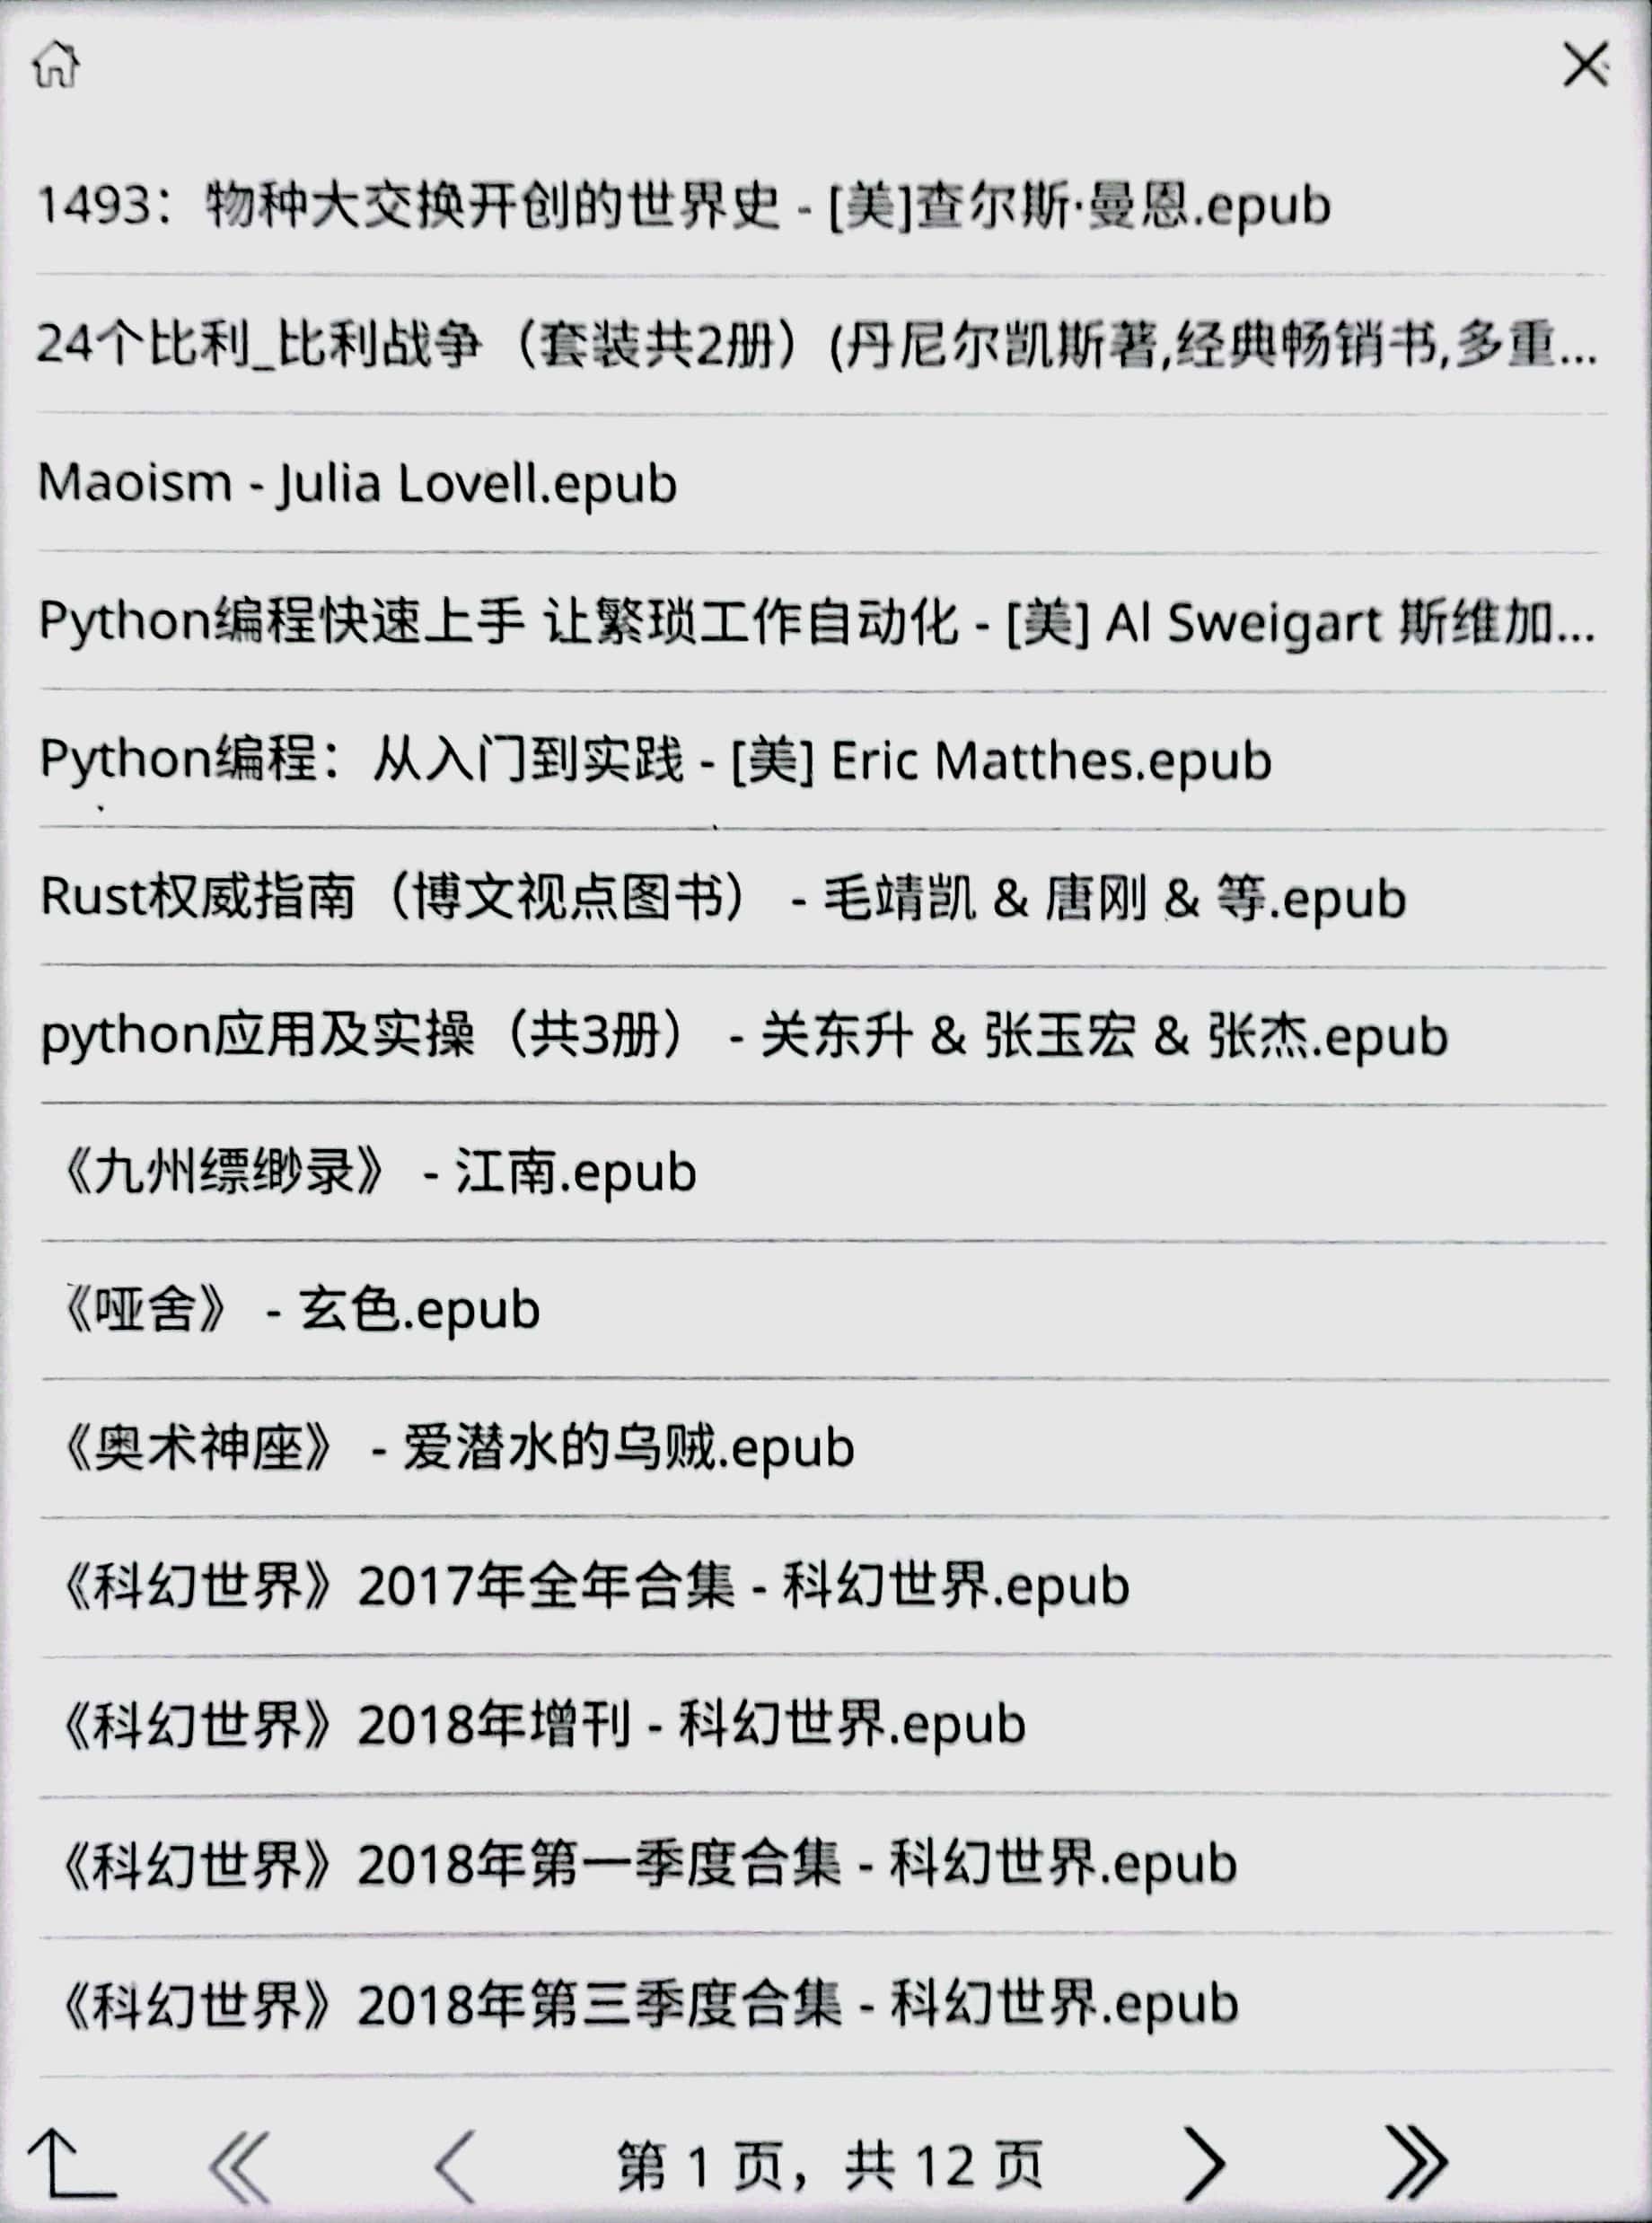 1493：物种大交换开创的世界史 - [美]查尔斯·曼恩.epub
24个比利_比利战争（套装共2册）(丹尼尔凯斯著,经典畅销书,多重...
Maoism - Julia Lovell.epub
Python编程快速上手 让繁琐工作自动化 - [美] Al Sweigart 斯维加...
Python编程：从入门到实践 - [美] Eric Matthes.epub
Rust权威指南（博文视点图书） - 毛靖凯 & 唐刚 & 等.epub
python应用及实操（共3册） - 关东升 & 张玉宏 & 张杰.epub
《九州缥缈录》 - 江南.epub
《哑舍》 - 玄色.epub
《奥术神座》 - 爱潜水的乌贼.epub
《科幻世界》2017年全年合集 - 科幻世界.epub
《科幻世界》2018年增刊 - 科幻世界.epub
《科幻世界》2018年第一季度合集 - 科幻世界.epub
《科幻世界》2018年第三季度合集 - 科幻世界.epub
第 1 页，共 12 页